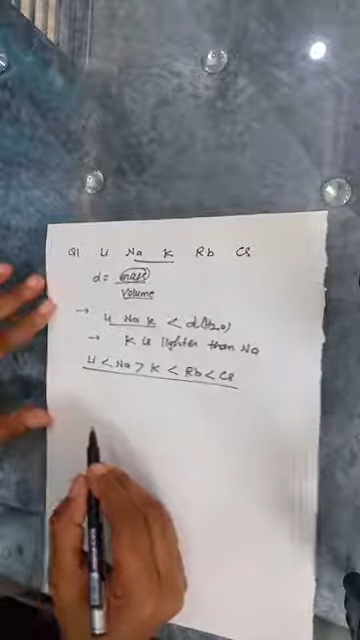 Q1 Li Na K Rb Cs
d = mass
Volume
→ Li Na K < d(H2O)
→ K is lighter than Na
Li < Na > K < Rb < Cs